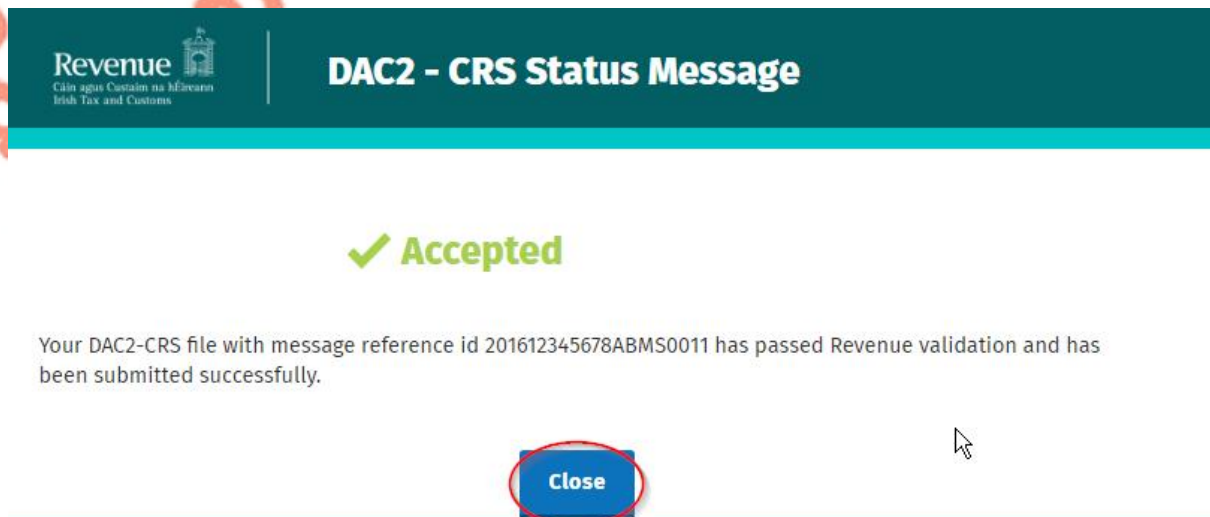 Revenue
Cáin agus Custaim na hÉireann
Irish Tax and Customs
DAC2 - CRS Status Message
Accepted
Your DAC2-CRS file with message reference id 201612345678ABMS0011 has passed Revenue validation and has
been submitted successfully.
Close